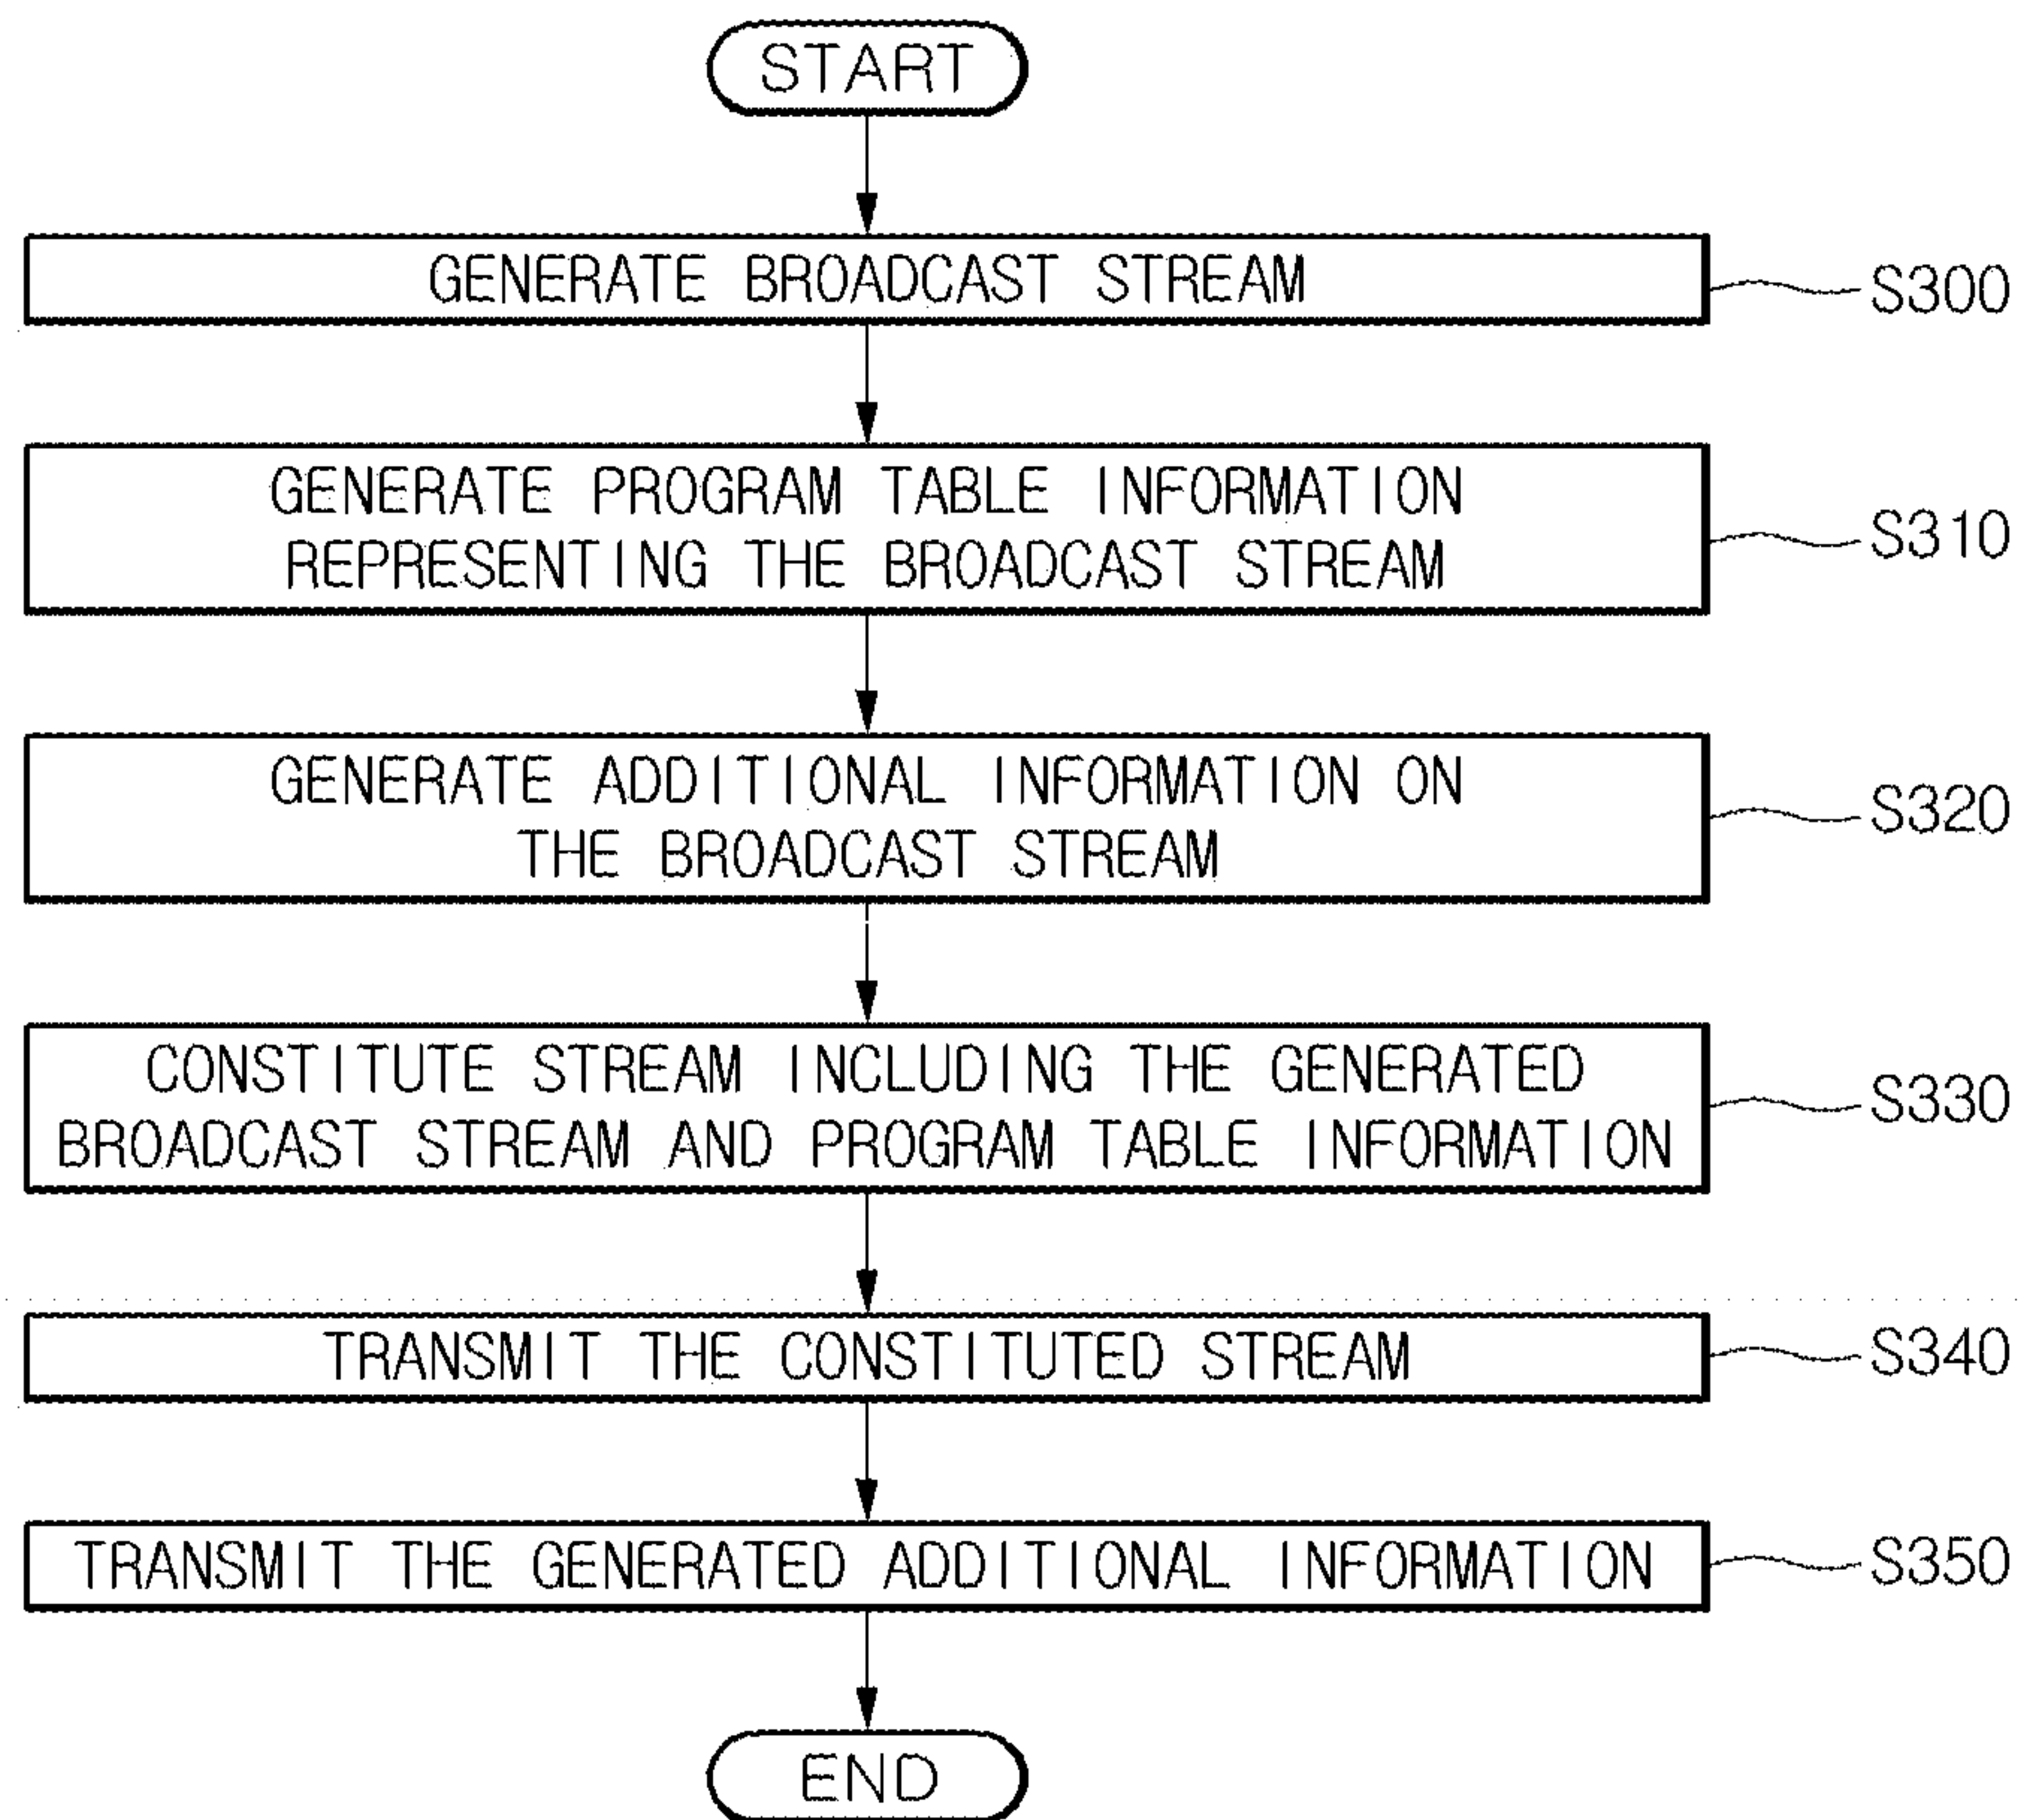 START
GENERATE BROADCAST STREAM
S300
GENERATE PROGRAM TABLE INFORMATION
REPRESENTING THE BROADCAST STREAM
S310
GENERATE ADDITIONAL INFORMATION ON
THE BROADCAST STREAM
S320
CONSTITUTE STREAM INCLUDING THE GENERATED
BROADCAST STREAM AND PROGRAM TABLE INFORMATION
S330
TRANSMIT THE CONSTITUTED STREAM
S340
TRANSMIT THE GENERATED ADDITIONAL INFORMATION
S350
END